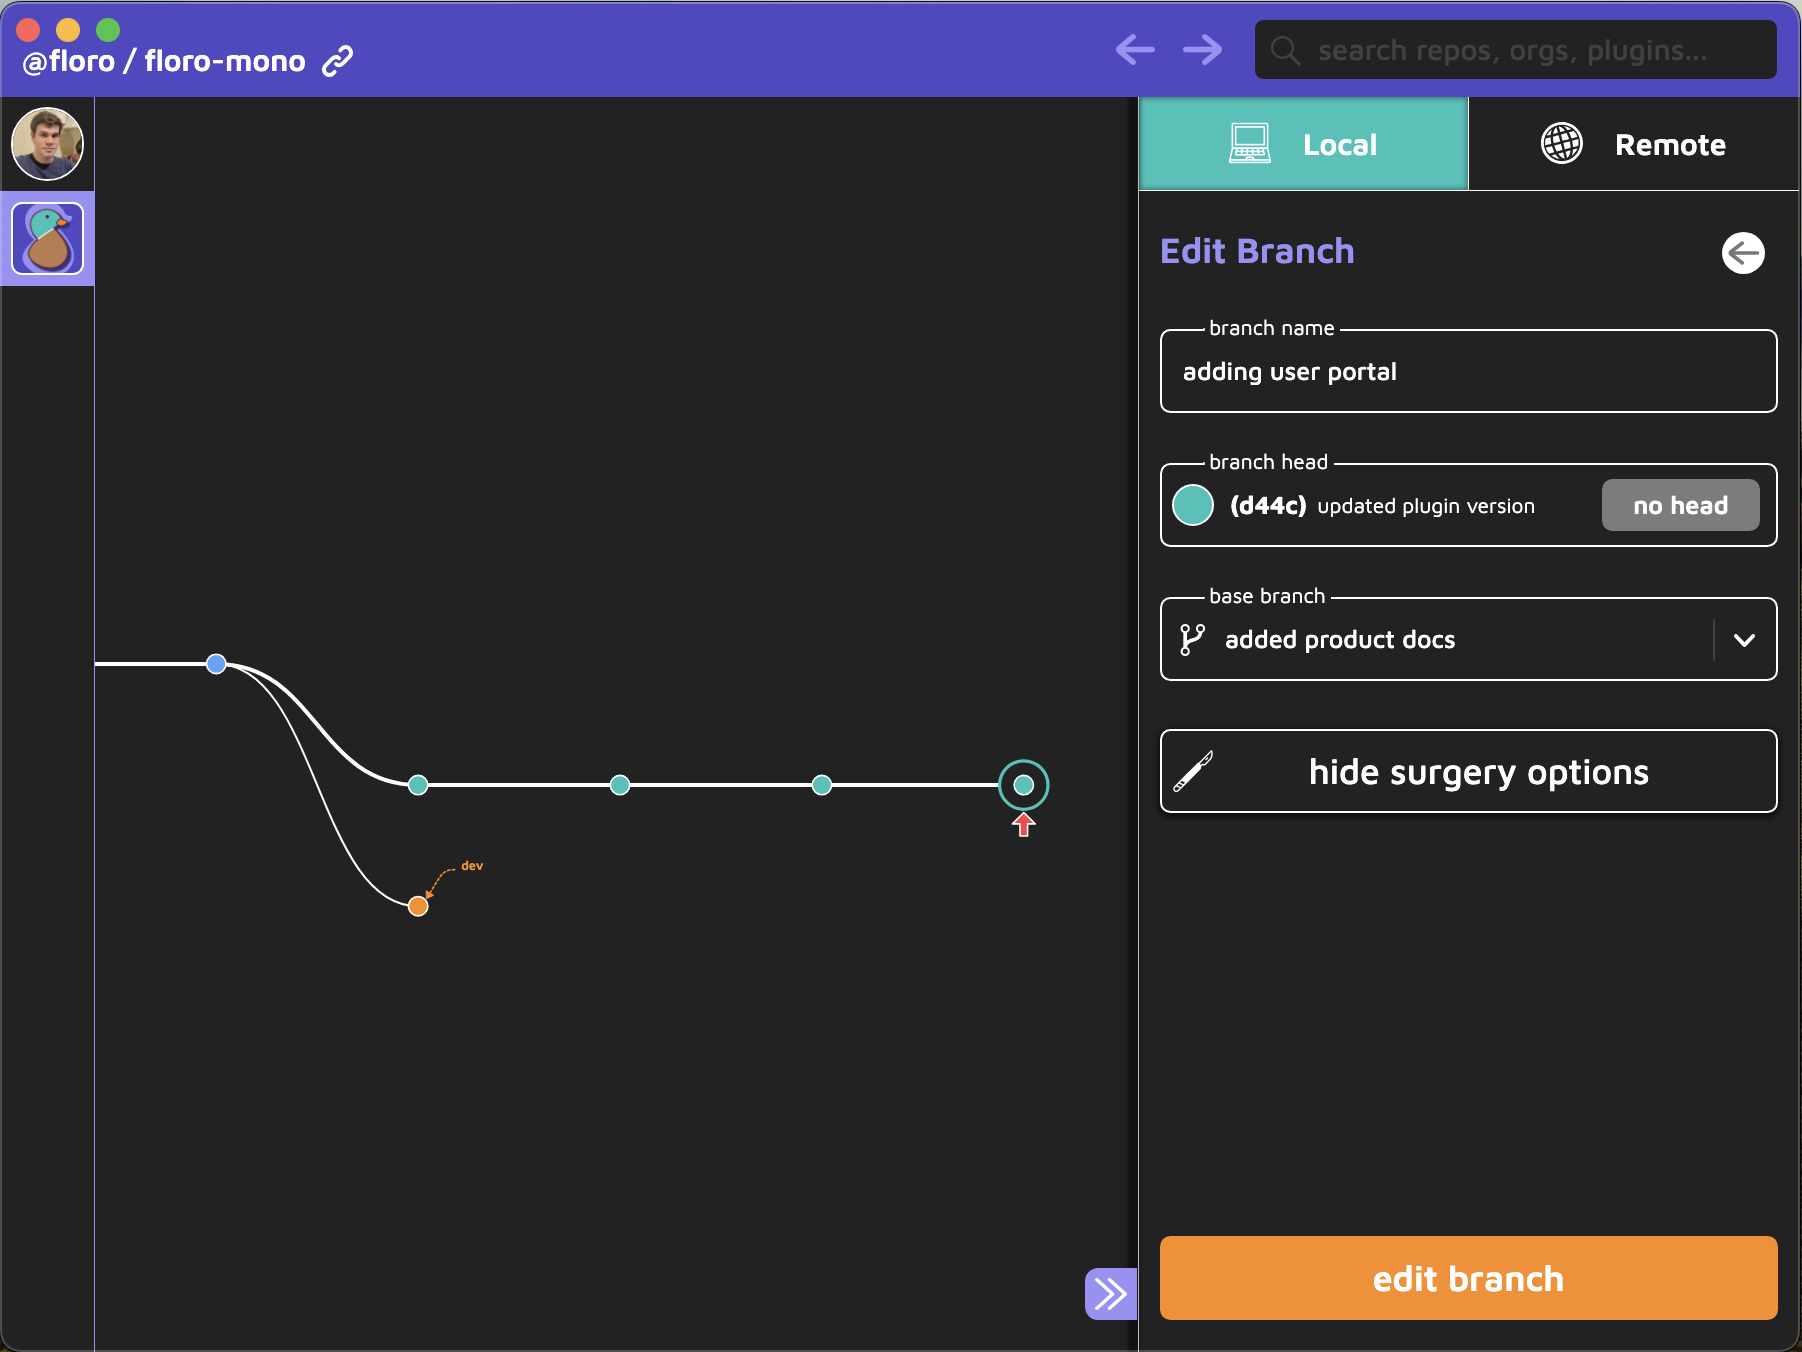 @floro / floro-mono
search repos, orgs, plugins...
Local
Remote
Edit Branch
branch name
adding user portal
branch head
(d44c) updated plugin version
no head
base branch
added product docs
hide surgery options
dev
edit branch